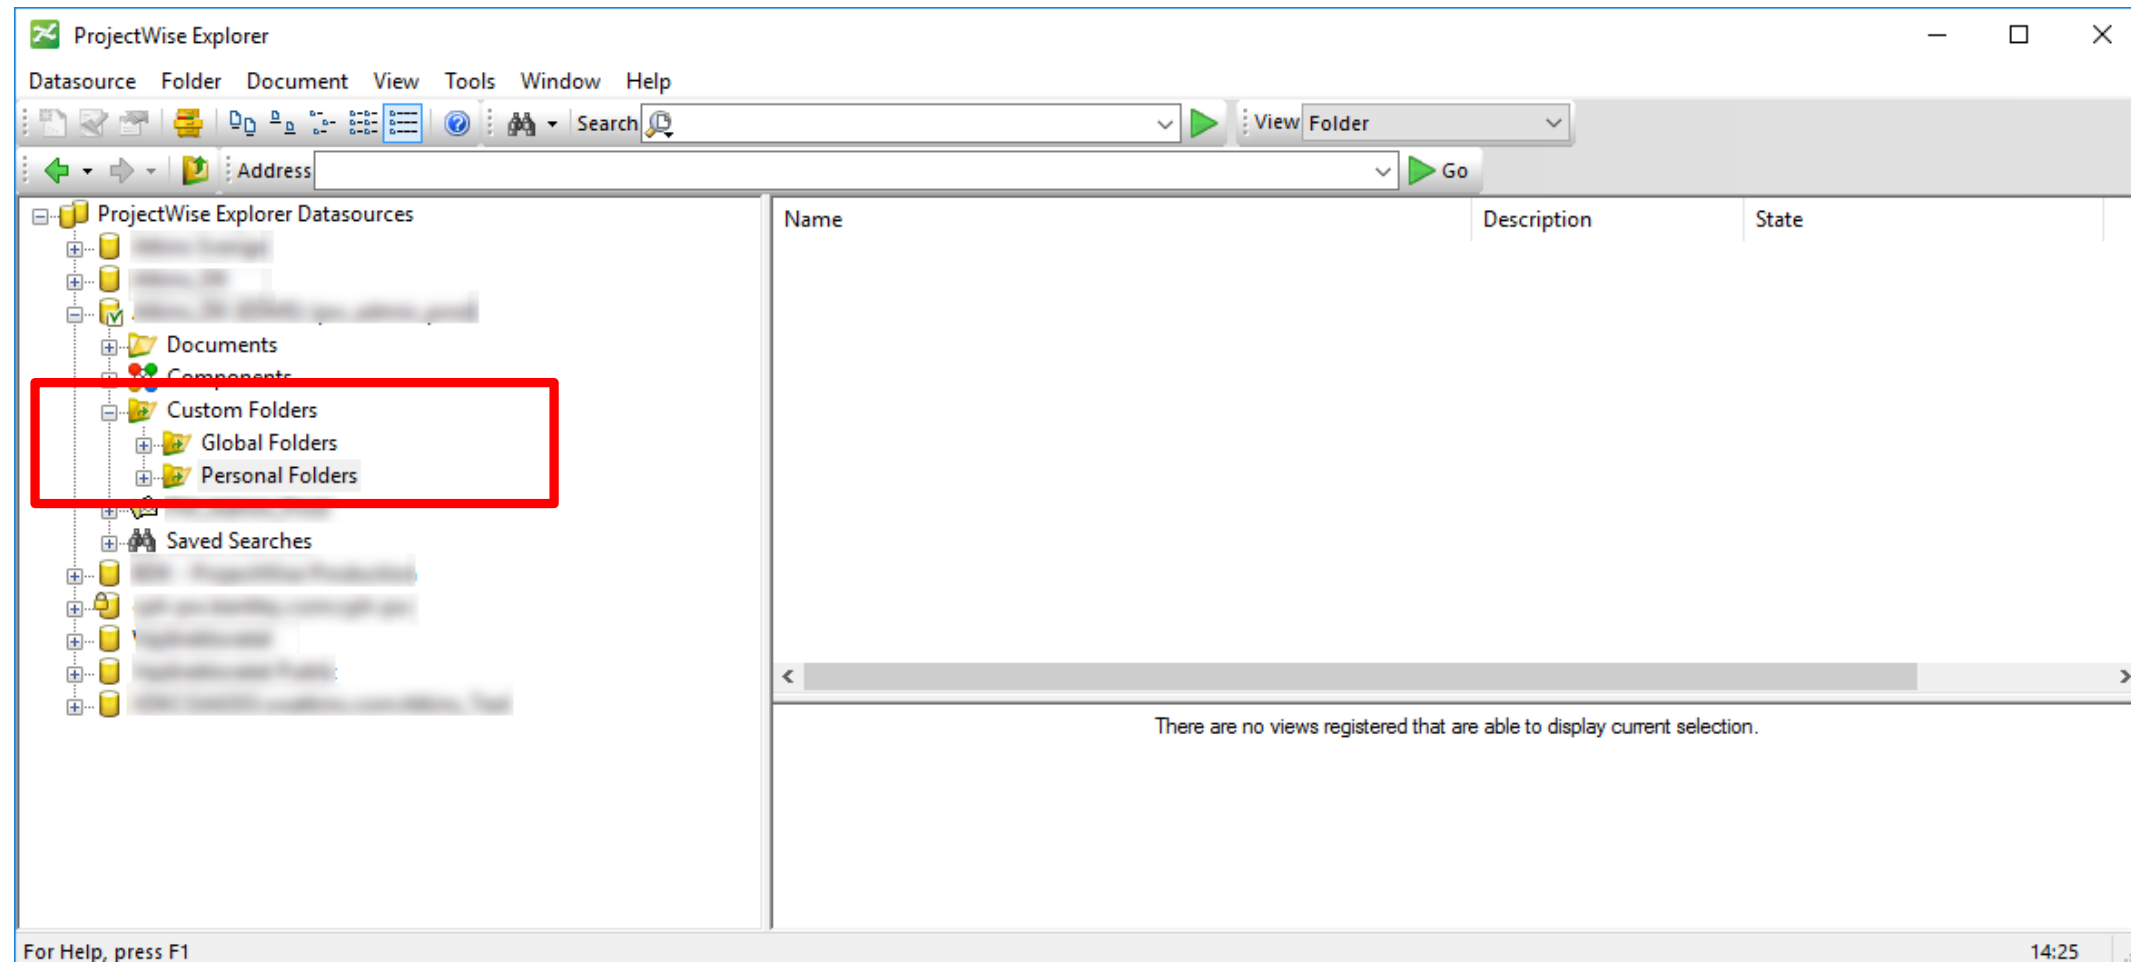 ProjectWise Explorer
Datasource Folder Document View Tools Window Help
Search View Folder
Address Go
ProjectWise Explorer Datasources
Name Description State
Documents
Components
Custom Folders
Global Folders
Personal Folders
Saved Searches
There are no views registered that are able to display current selection.
For Help, press F1 14:25